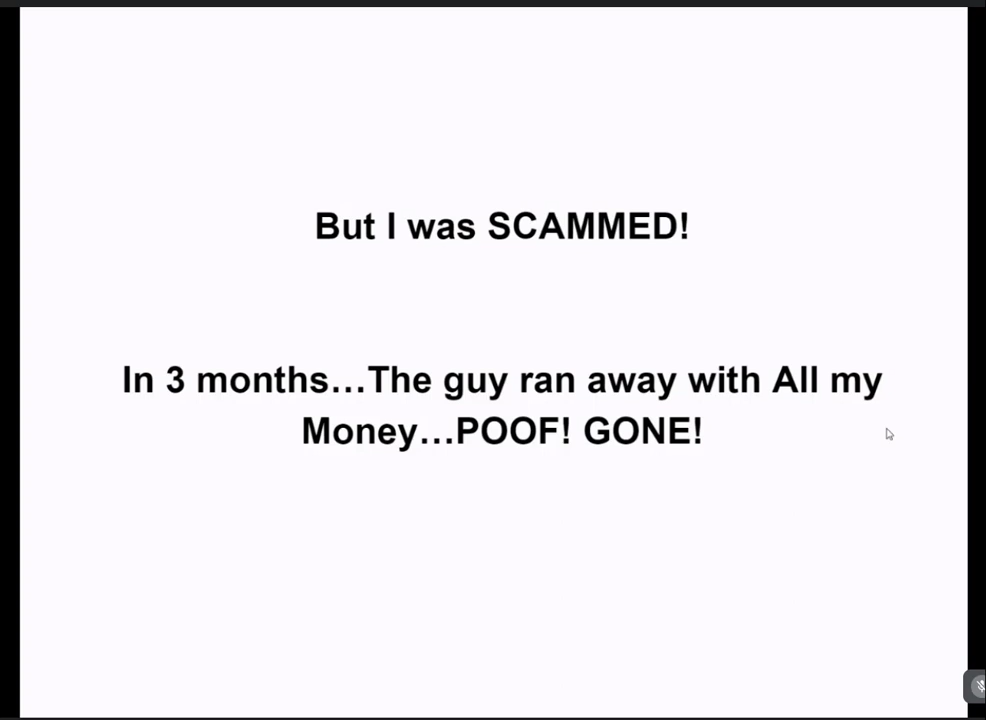 But I was SCAMMED!
In 3 months...The guy ran away with All my
Money...POOF! GONE!